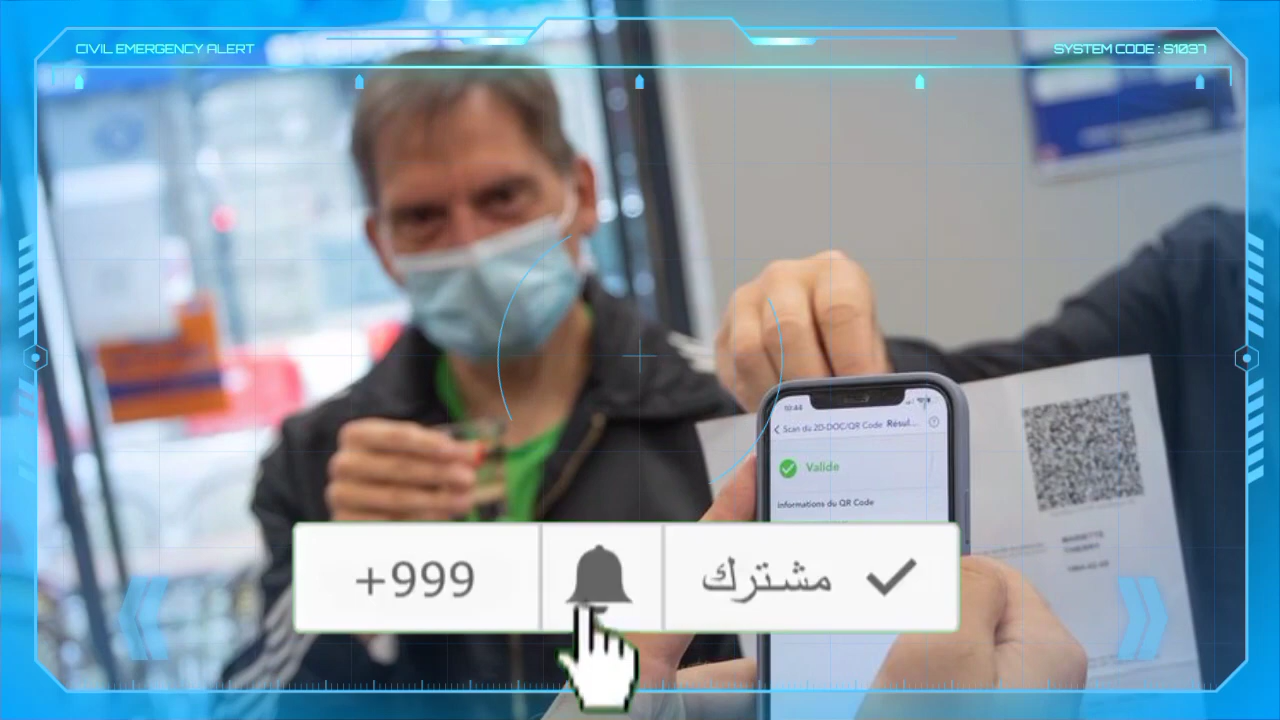 CIVIL EMERGENCY ALERT
SYSTEM CODE : S1037
10:44
Scan du 2D-DOC/QR Code Résul...
Valide
Informations du QR Code
+999
مشترك